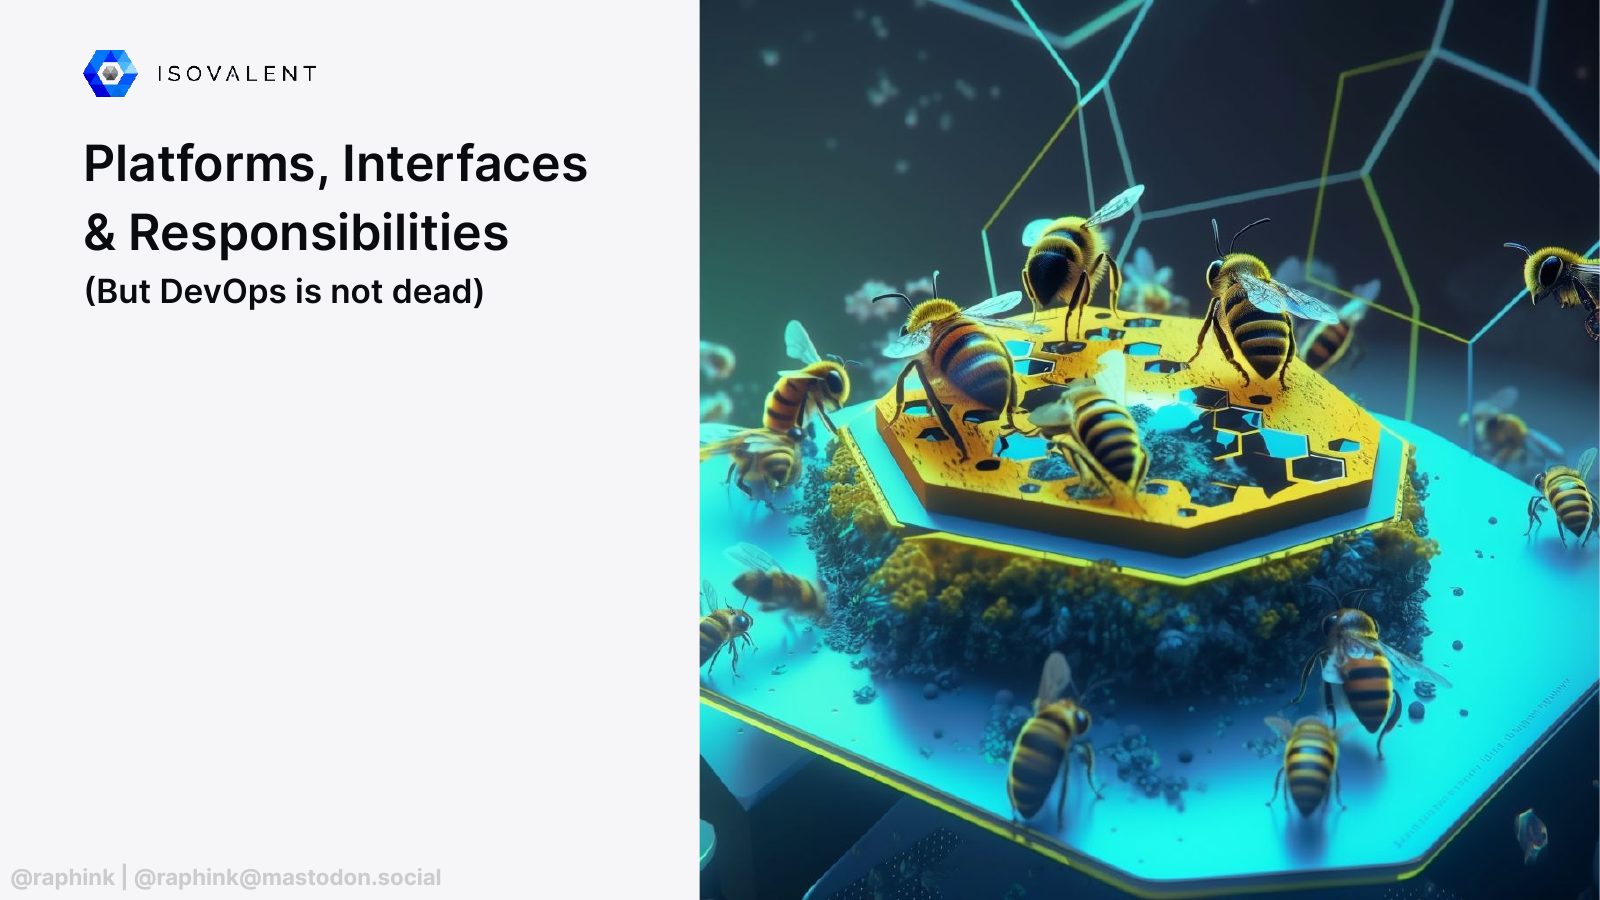 ISOVALENT
Platforms, Interfaces
& Responsibilities
(But DevOps is not dead)
@raphink | @raphink@mastodon.social